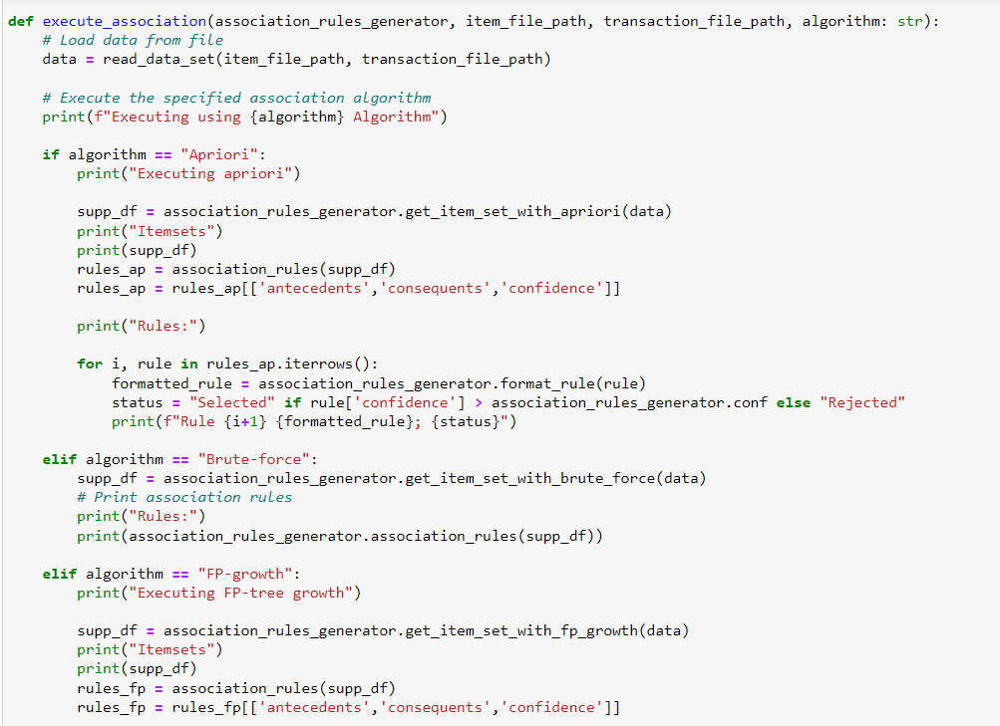 def execute_association(association_rules_generator, item_file_path, transaction_file_path, algorithm: str):
    # Load data from file
    data = read_data_set(item_file_path, transaction_file_path)

    # Execute the specified association algorithm
    print(f"Executing using {algorithm} Algorithm")

    if algorithm == "Apriori":
        print("Executing apriori")

        supp_df = association_rules_generator.get_item_set_with_apriori(data)
        print("Itemsets")
        print(supp_df)
        rules_ap = association_rules(supp_df)
        rules_ap = rules_ap[['antecedents','consequents','confidence']]

        print("Rules:")

        for i, rule in rules_ap.iterrows():
            formatted_rule = association_rules_generator.format_rule(rule)
            status = "Selected" if rule['confidence'] > association_rules_generator.conf else "Rejected"
            print(f"Rule {i+1} {formatted_rule}; {status}")

    elif algorithm == "Brute-force":
        supp_df = association_rules_generator.get_item_set_with_brute_force(data)
        # Print association rules
        print("Rules:")
        print(association_rules_generator.association_rules(supp_df))

    elif algorithm == "FP-growth":
        print("Executing FP-tree growth")

        supp_df = association_rules_generator.get_item_set_with_fp_growth(data)
        print("Itemsets")
        print(supp_df)
        rules_fp = association_rules(supp_df)
        rules_fp = rules_fp[['antecedents','consequents','confidence']]